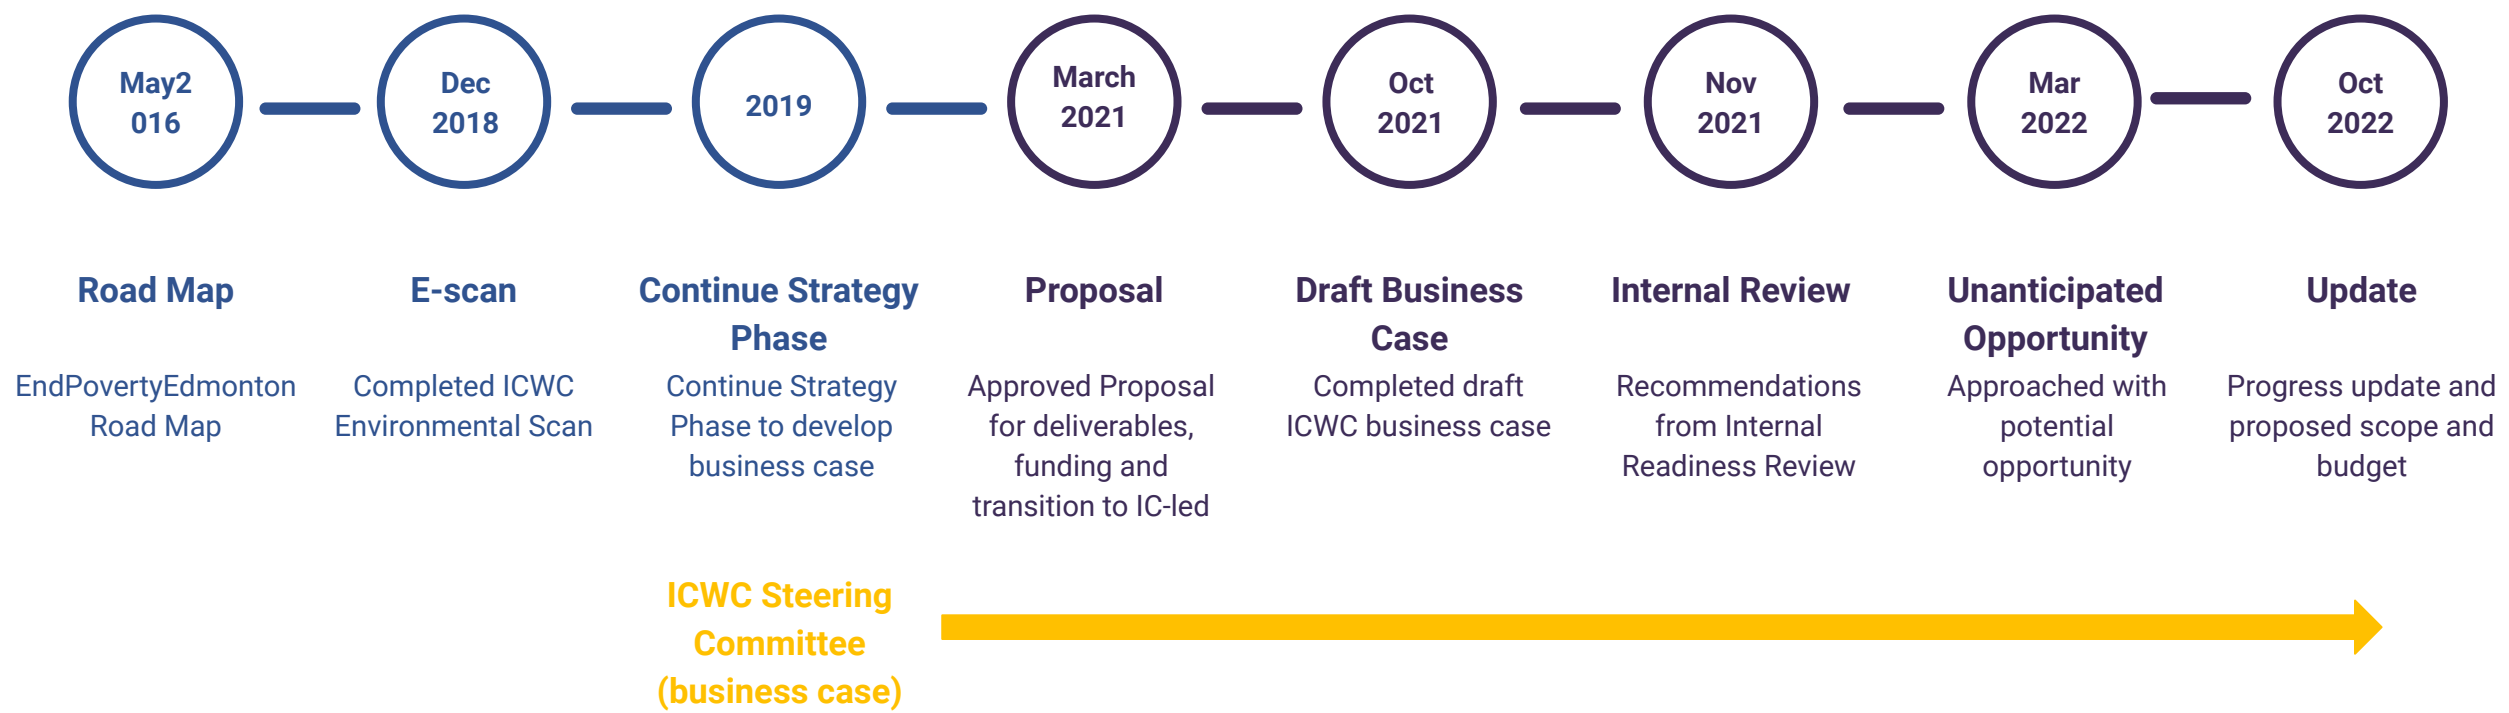 May2
016
Dec
2018
2019
March
2021
Oct
2021
Nov
2021
Mar
2022
Oct
2022
Road Map
EndPovertyEdmonton
Road Map
E-scan
Completed ICWC
Environmental Scan
Continue Strategy
Phase
Continue Strategy
Phase to develop
business case
Proposal
Approved Proposal
for deliverables,
funding and
transition to IC-led
Draft Business
Case
Completed draft
ICWC business case
Internal Review
Recommendations
from Internal
Readiness Review
Unanticipated
Opportunity
Approached with
potential
opportunity
Update
Progress update and
proposed scope and
budget
ICWC Steering
Committee
(business case)